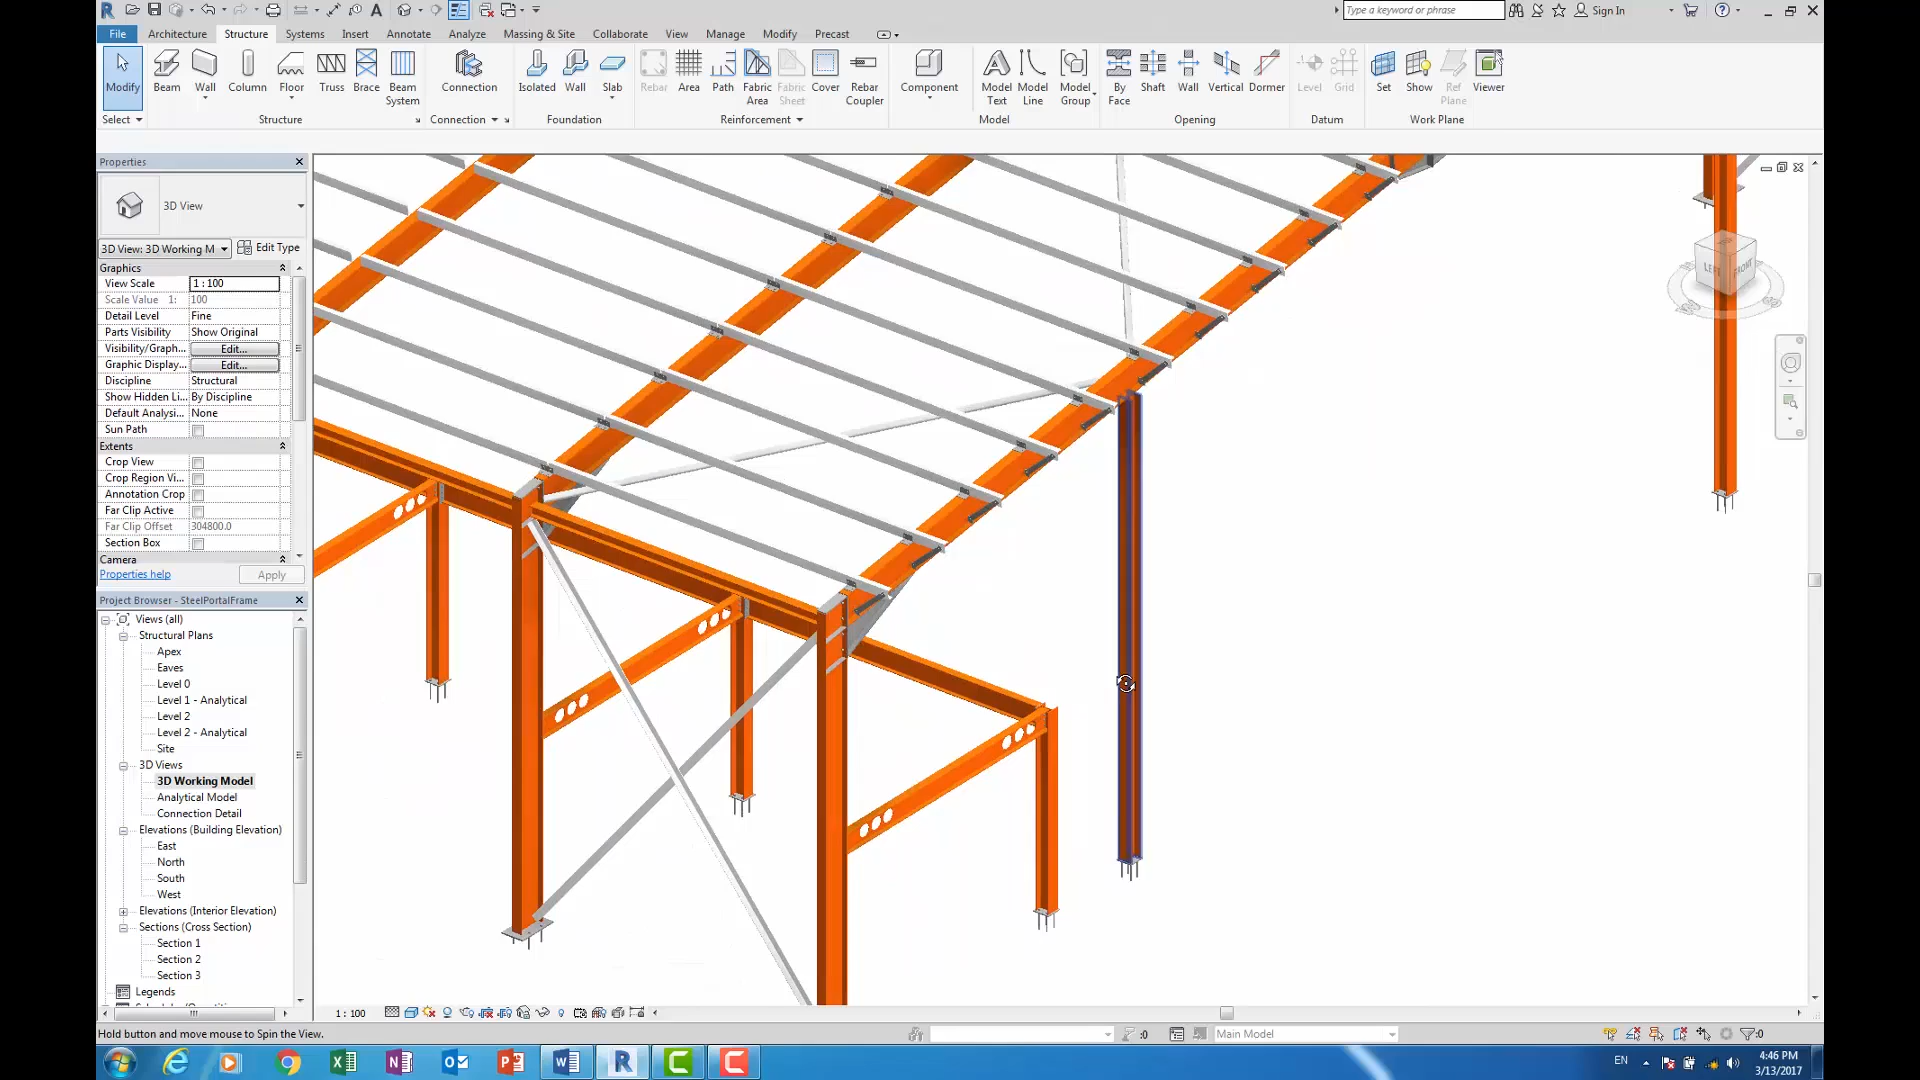 Type a keyword or phrase
Sign In
File Architecture Structure Systems Insert Annotate Analyze Massing & Site Collaborate View Manage Modify Precast
Modify
Beam
Wall
Column
Floor
Truss
Brace
Beam System
Connection
Isolated
Wall
Slab
Rebar
Area
Path
Fabric Area
Fabric Sheet
Cover
Rebar Coupler
Component
Model Text
Model Line
Model Group
By Face
Shaft
Wall
Vertical
Dormer
Level
Grid
Set
Show
Ref Plane
Viewer
Select
Structure
Connection
Foundation
Reinforcement
Model
Opening
Datum
Work Plane
Properties
3D View
3D View: 3D Working M
Edit Type
Graphics
View Scale 1 : 100
Scale Value 1: 100
Detail Level Fine
Parts Visibility Show Original
Visibility/Graph... Edit...
Graphic Display... Edit...
Discipline Structural
Show Hidden Li... By Discipline
Default Analysi... None
Sun Path
Extents
Crop View
Crop Region Vi...
Annotation Crop
Far Clip Active
Far Clip Offset 304800.0
Section Box
Camera
Properties help
Apply
Project Browser - SteelPortalFrame
Views (all)
Structural Plans
Apex
Eaves
Level 0
Level 1 - Analytical
Level 2
Level 2 - Analytical
Site
3D Views
3D Working Model
Analytical Model
Connection Detail
Elevations (Building Elevation)
East
North
South
West
Elevations (Interior Elevation)
Sections (Cross Section)
Section 1
Section 2
Section 3
Legends
LEFT
FRONT
1 : 100
Hold button and move mouse to Spin the View.
:0
Main Model
:0
EN
4:46 PM
3/13/2017